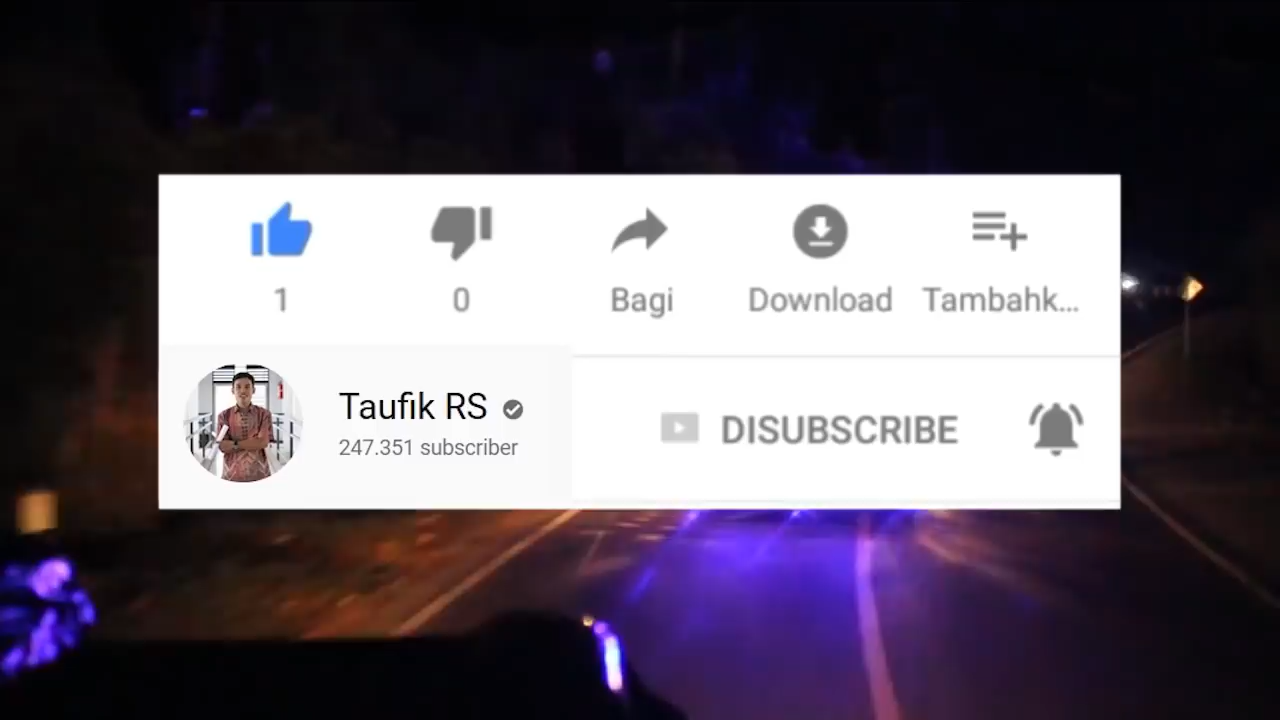 1
0
Bagi
Download
Tambahk...
Taufik RS
247.351 subscriber
DISUBSCRIBE